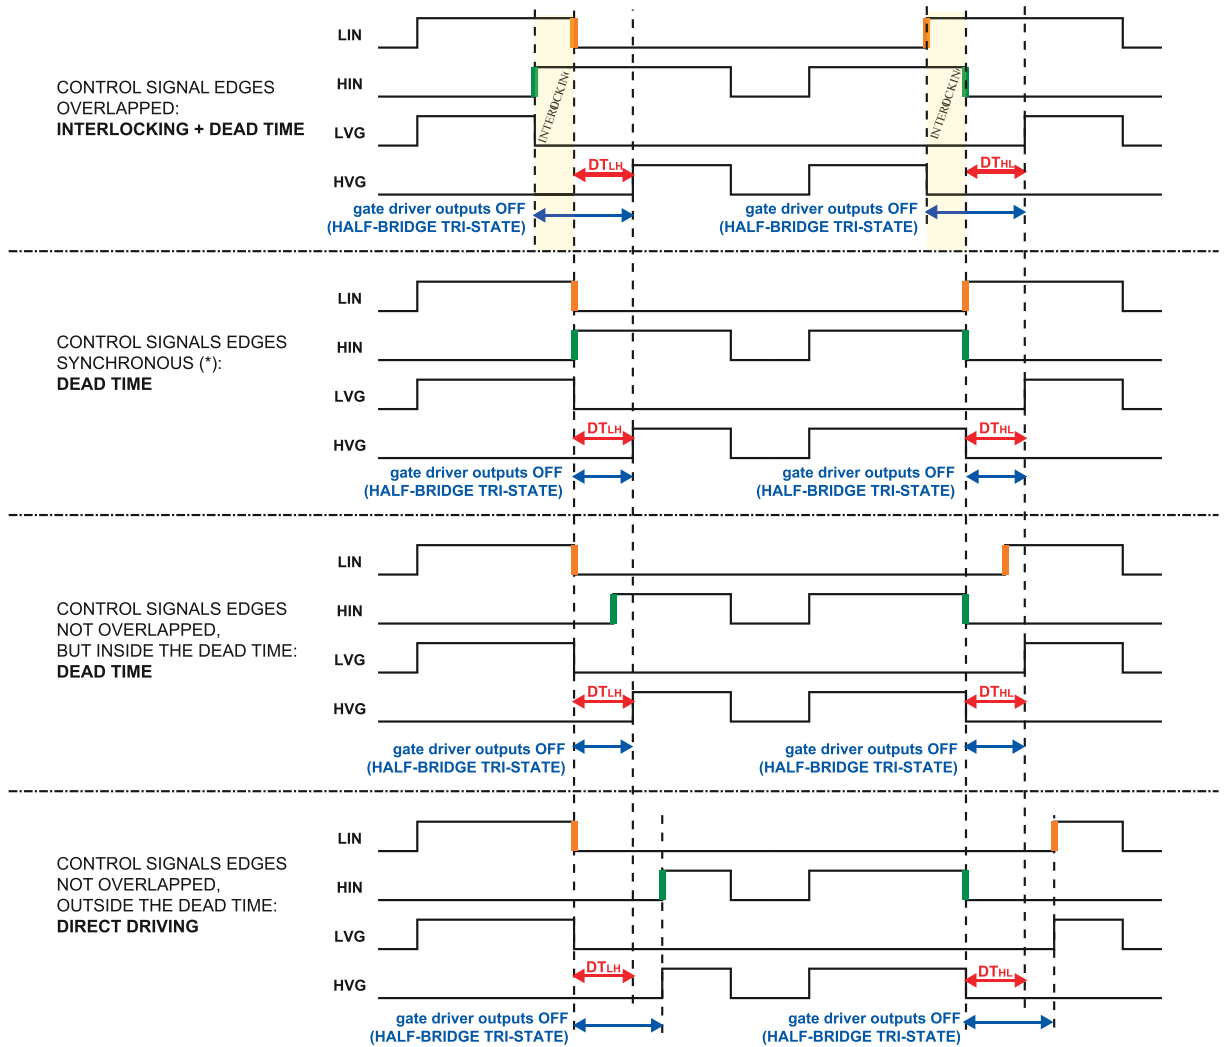 LIN
HIN
LVG
HVG
CONTROL SIGNAL EDGES
OVERLAPPED:
INTERLOCKING + DEAD TIME
INTERLOCKING
INTERLOCKING
DTLH
DTHL
gate driver outputs OFF
(HALF-BRIDGE TRI-STATE)
gate driver outputs OFF
(HALF-BRIDGE TRI-STATE)
LIN
HIN
LVG
HVG
CONTROL SIGNALS EDGES
SYNCHRONOUS (*):
DEAD TIME
DTLH
DTHL
gate driver outputs OFF
(HALF-BRIDGE TRI-STATE)
gate driver outputs OFF
(HALF-BRIDGE TRI-STATE)
LIN
HIN
LVG
HVG
CONTROL SIGNALS EDGES
NOT OVERLAPPED,
BUT INSIDE THE DEAD TIME:
DEAD TIME
DTLH
DTHL
gate driver outputs OFF
(HALF-BRIDGE TRI-STATE)
gate driver outputs OFF
(HALF-BRIDGE TRI-STATE)
LIN
HIN
LVG
HVG
CONTROL SIGNALS EDGES
NOT OVERLAPPED,
OUTSIDE THE DEAD TIME:
DIRECT DRIVING
DTLH
DTHL
gate driver outputs OFF
(HALF-BRIDGE TRI-STATE)
gate driver outputs OFF
(HALF-BRIDGE TRI-STATE)